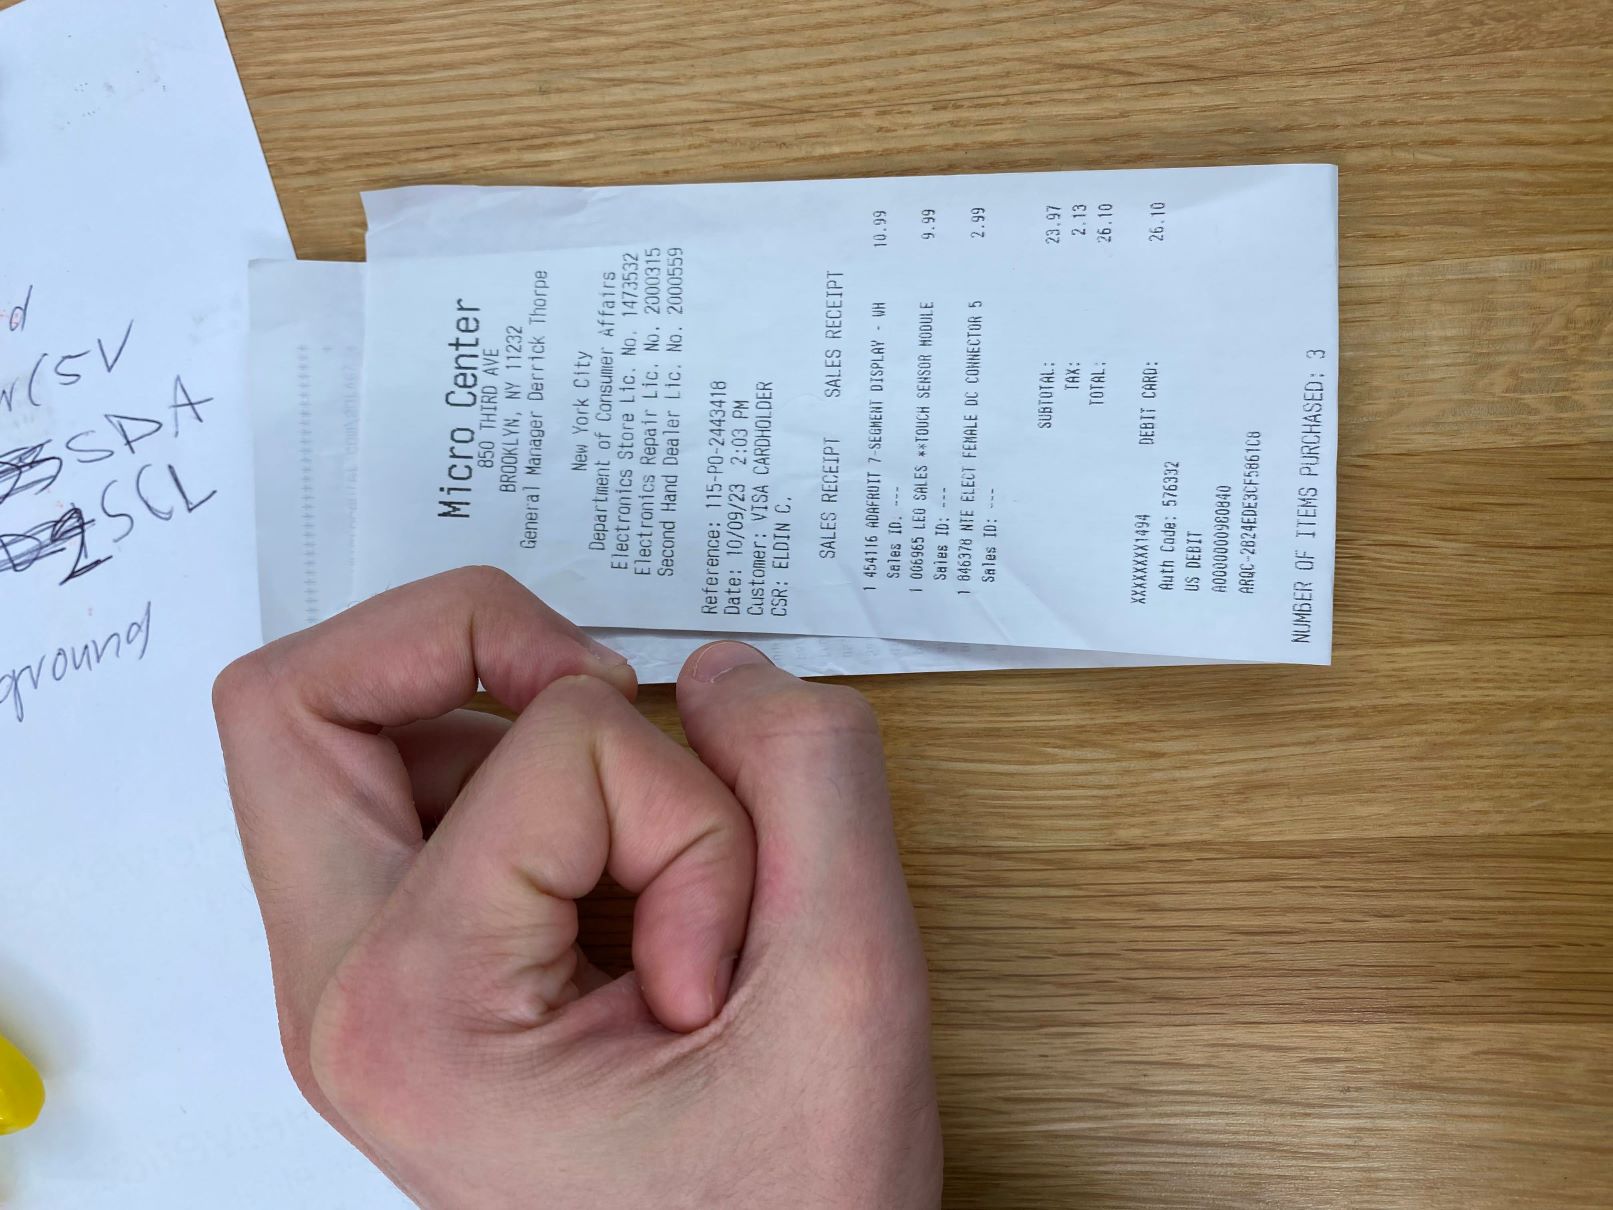 Micro Center
850 THIRD AVE
BROOKLYN, NY 11232
General Manager Derrick Thorpe
New York City
Department of Consumer Affairs
Electronics Store Lic. No. 1473532
Electronics Repair Lic. No. 2000315
Second Hand Dealer Lic. No. 2000559
Reference: 115-PO-2443418
Date: 10/09/23 2:03 PM
Customer: VISA CARDHOLDER
CSR: ELDIN C.
SALES RECEIPT SALES RECEIPT
1 454116 ADAFRUIT 7-SEGMENT DISPLAY - WH 10.99
Sales ID: ---
1 006965 LEO SALES **TOUCH SENSOR MODULE 9.99
Sales ID: ---
1 846378 NTE ELECT FEMALE DC CONNECTOR 5 2.99
Sales ID: ---
SUBTOTAL: 23.97
TAX: 2.13
TOTAL: 26.10
XXXXXXXX1494 DEBIT CARD: 26.10
Auth Code: 576332
US DEBIT
A0000000980840
ARQC-2B24EDE3CF5861C8
NUMBER OF ITEMS PURCHASED: 3